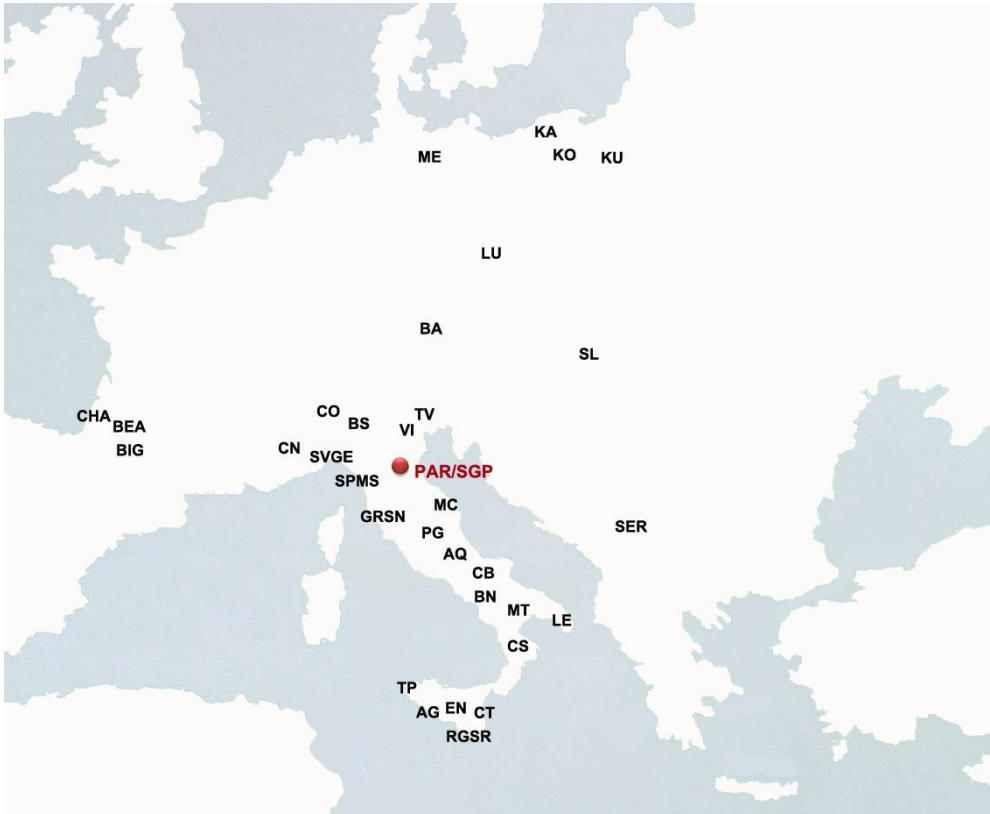 KA
ME
KO
KU
LU
BA
SL
CO
TV
CHA
BS
BEA
VI
BIG
CN
SVGE
PAR/SGP
SPMS
MC
GRSN
SER
PG
AQ
CB
BN
MT
LE
CS
TP
EN
AG
CT
RGSR